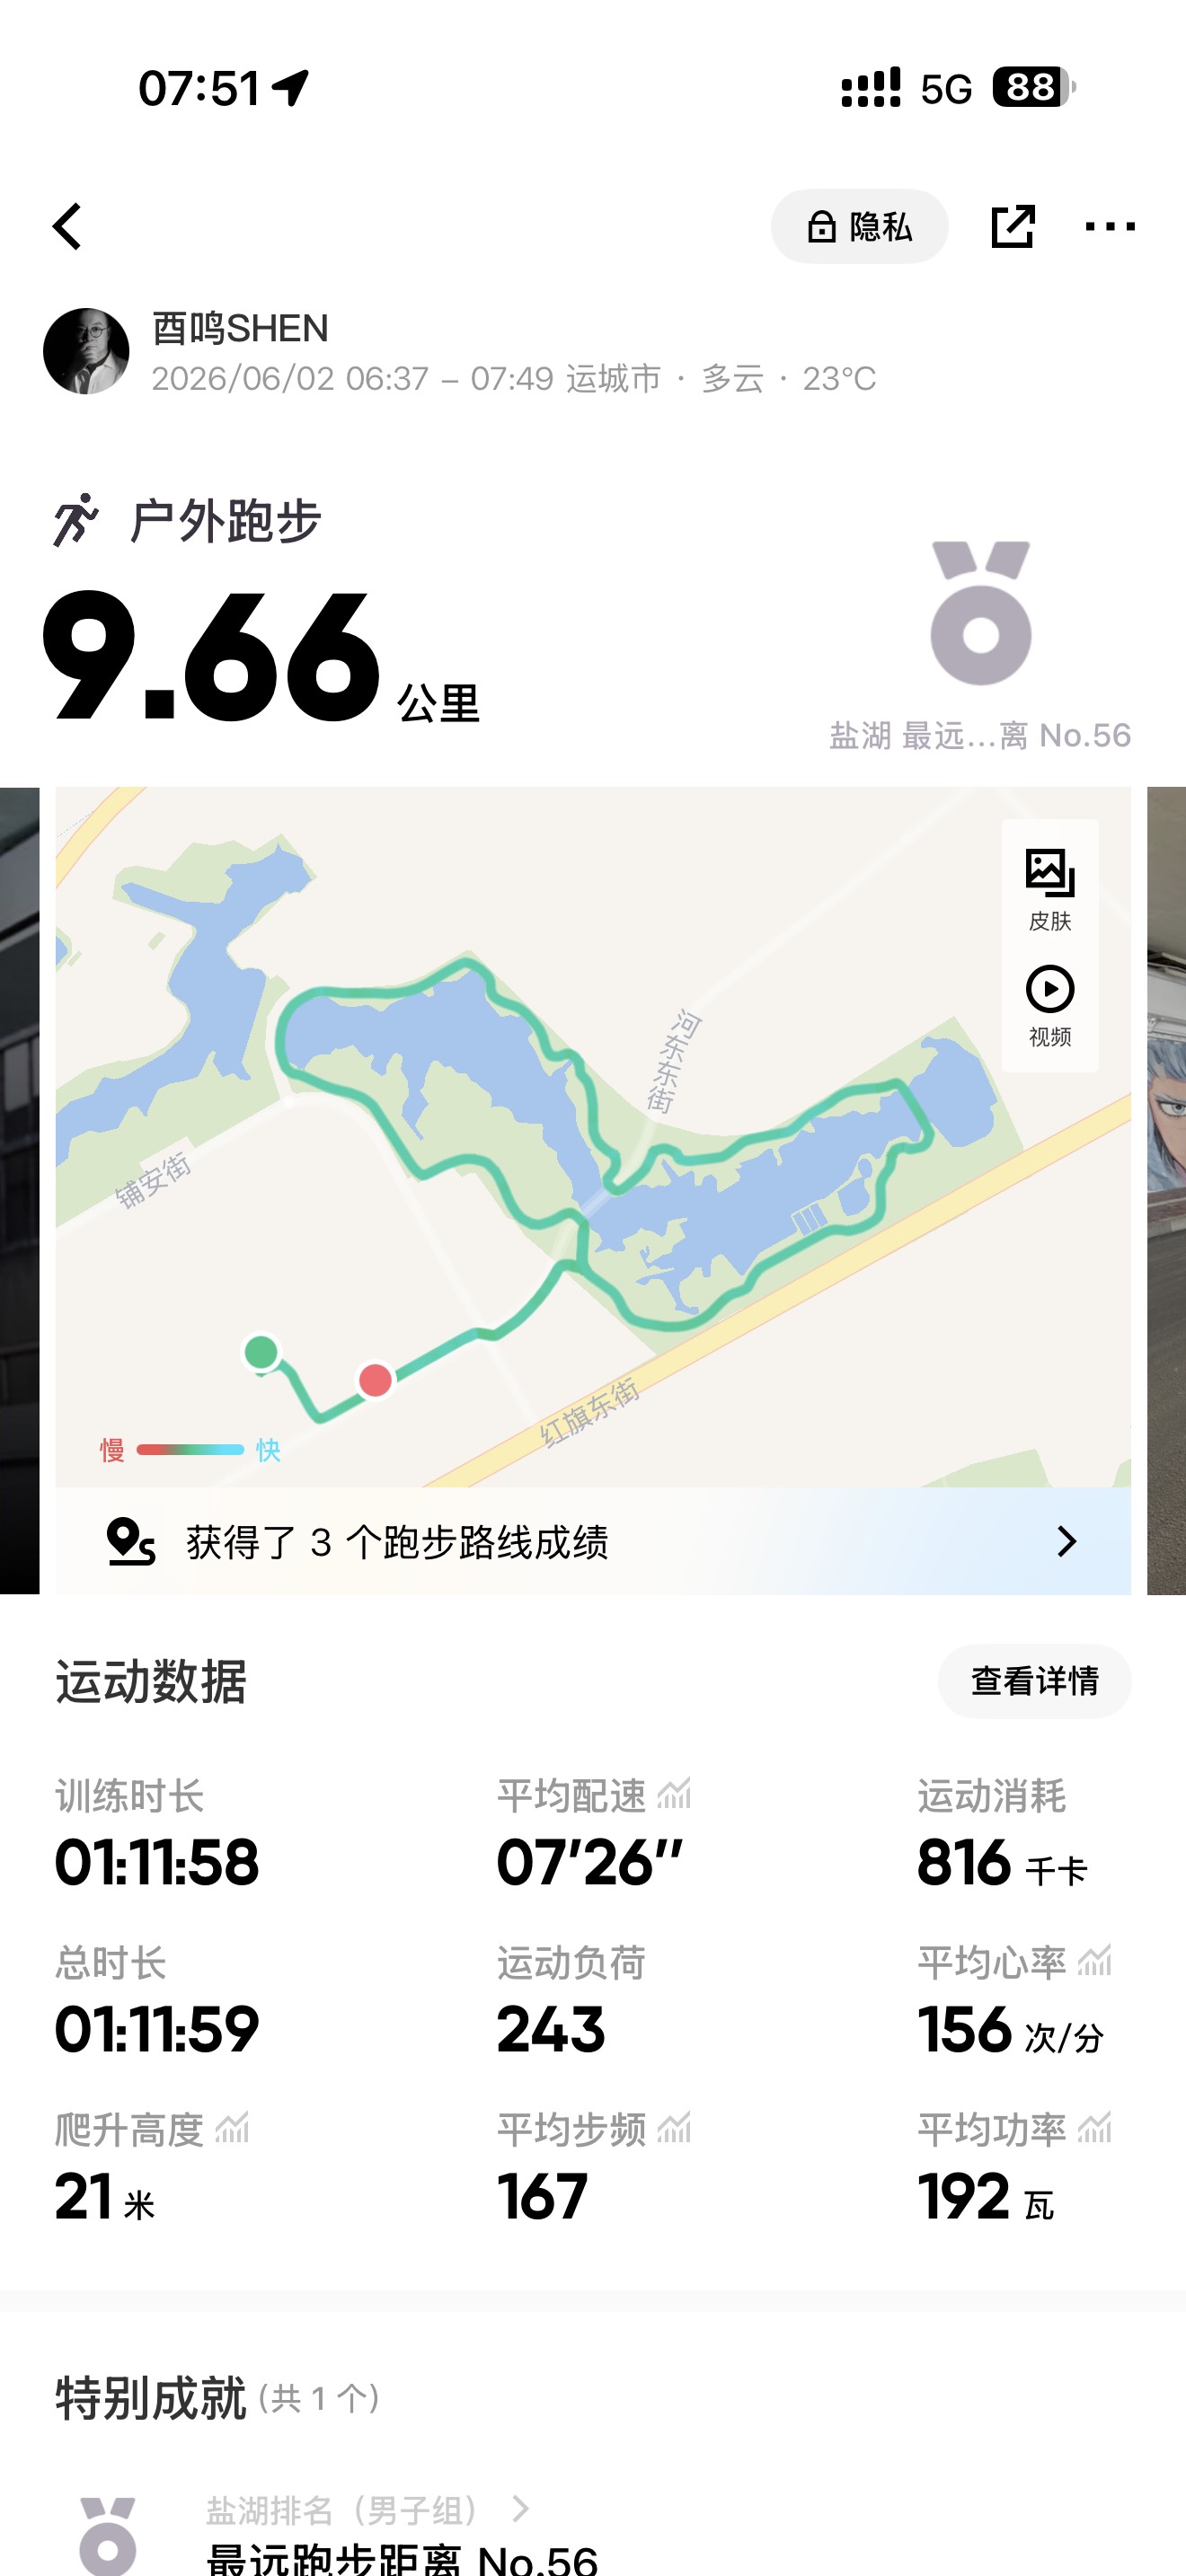 07:51 5G 88
隐私
酉鸣SHEN
2026/06/02 06:37 – 07:49 运城市 · 多云 · 23°C
户外跑步
9.66 公里
盐湖 最远...离 No.56
皮肤
视频
河东东街
铺安街
红旗东街
慢 快
获得了 3 个跑步路线成绩
运动数据 查看详情
训练时长 平均配速 运动消耗
01:11:58 07'26" 816 千卡
总时长 运动负荷 平均心率
01:11:59 243 156 次/分
爬升高度 平均步频 平均功率
21 米 167 192 瓦
特别成就 (共 1 个)
盐湖排名（男子组）
最远跑步距离 No.56